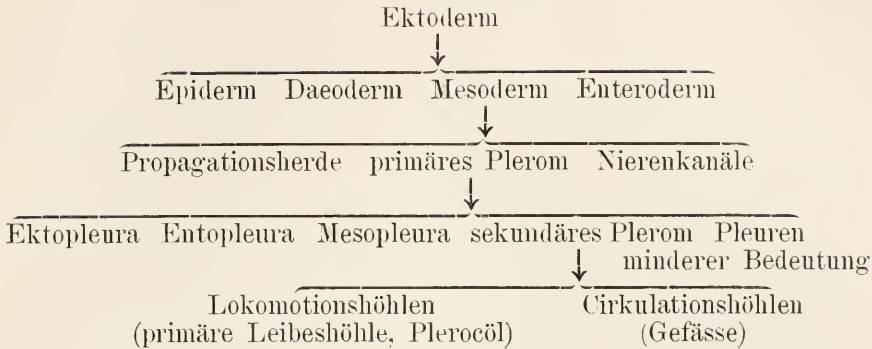 Ektoderm
Epiderm Daeoderm Mesoderm Enteroderm
Propagationsherde primäres Plerom Nierenkanäle
Ektopleura Entopleura Mesopleura sekundäres Plerom Pleuren
minderer Bedeutung
Lokomotionshöhlen Cirkulationshöhlen
(primäre Leibeshöhle, Plerocöl) (Gefässe)